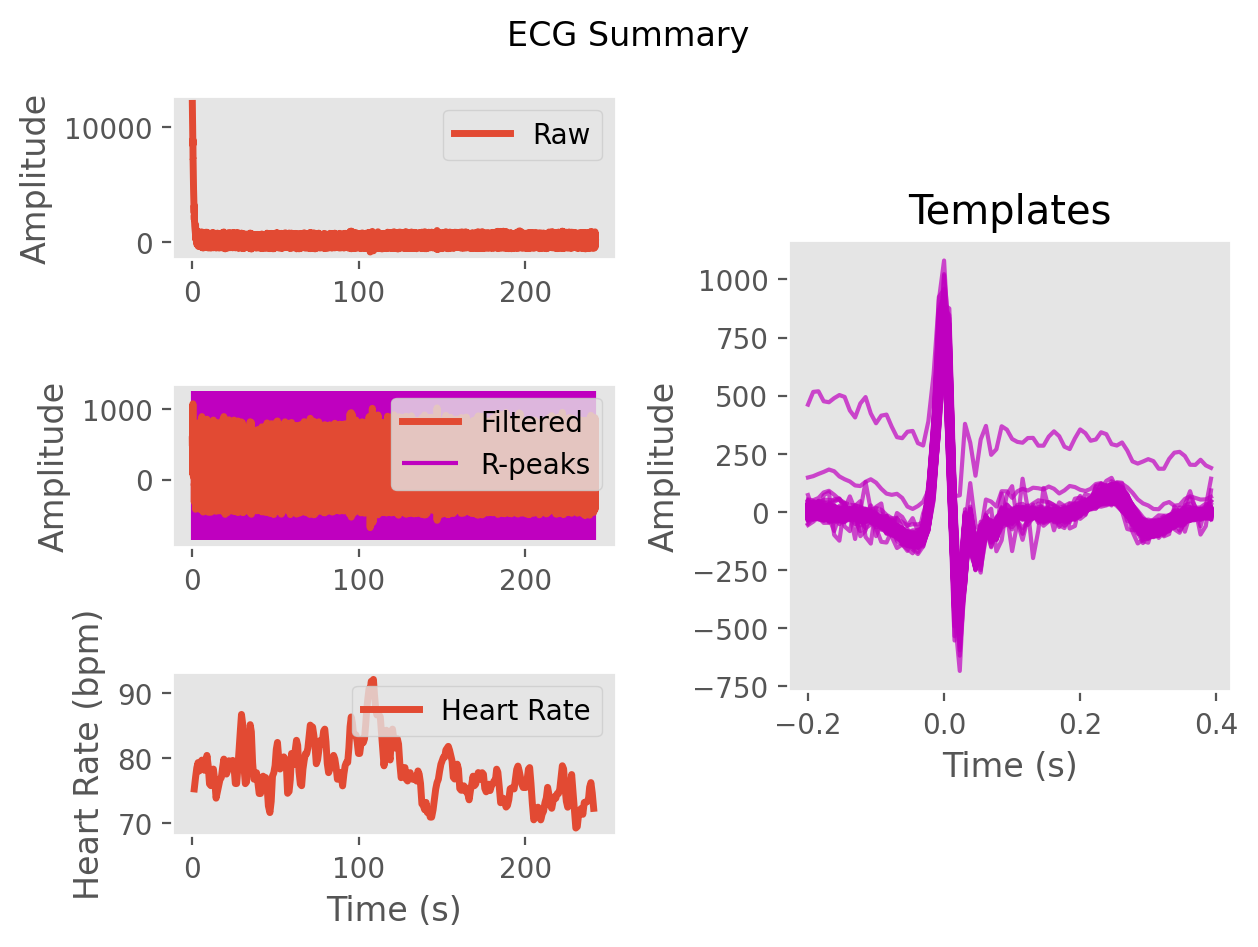 ECG Summary
Amplitude
10000
0
Raw
0 100 200
Amplitude
1000
0
Filtered
R-peaks
0 100 200
Heart Rate (bpm)
90
80
70
Heart Rate
0 100 200
Time (s)
Templates
Amplitude
1000
750
500
250
0
−250
−500
−750
−0.2 0.0 0.2 0.4
Time (s)